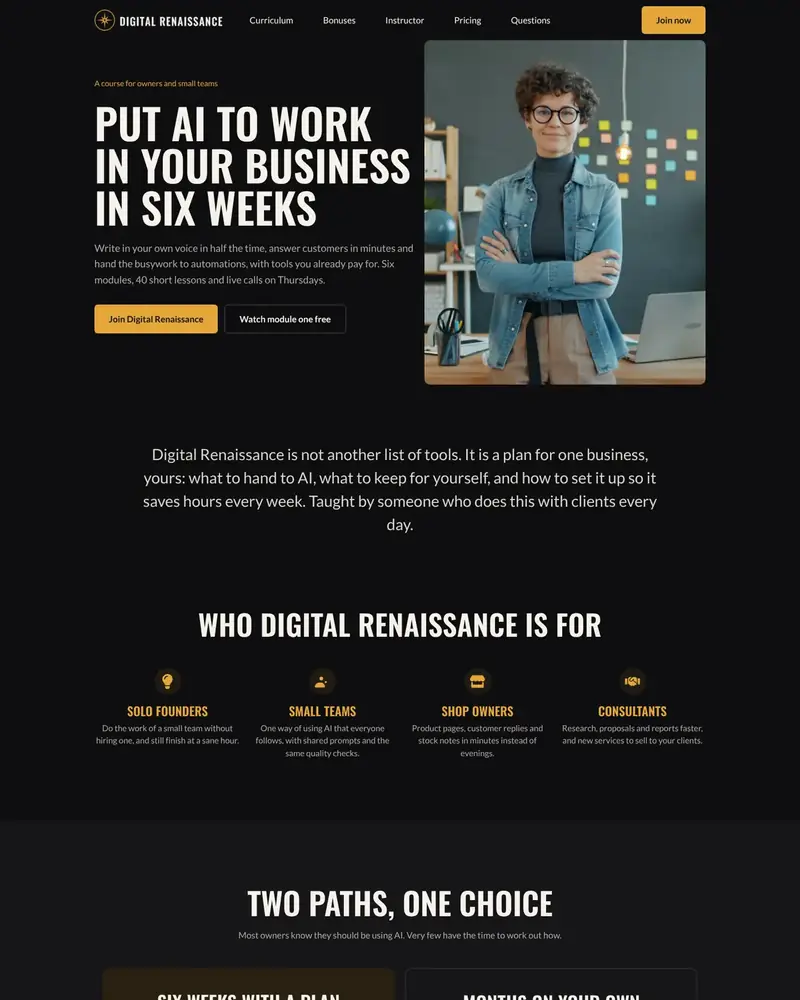 DIGITAL RENAISSANCE
Curriculum
Bonuses
Instructor
Pricing
Questions
Join now
A course for owners and small teams
PUT AI TO WORK
IN YOUR BUSINESS
IN SIX WEEKS
Write in your own voice in half the time, answer customers in minutes and
hand the busywork to automations, with tools you already pay for. Six
modules, 40 short lessons and live calls on Thursdays.
Join Digital Renaissance
Watch module one free
Digital Renaissance is not another list of tools. It is a plan for one business,
yours: what to hand to AI, what to keep for yourself, and how to set it up so it
saves hours every week. Taught by someone who does this with clients every
day.
WHO DIGITAL RENAISSANCE IS FOR
SOLO FOUNDERS
Do the work of a small team without
hiring one, and still finish at a sane hour.
SMALL TEAMS
One way of using AI that everyone
follows, with shared prompts and the
same quality checks.
SHOP OWNERS
Product pages, customer replies and
stock notes in minutes instead of
evenings.
CONSULTANTS
Research, proposals and reports faster,
and new services to sell to your clients.
TWO PATHS, ONE CHOICE
Most owners know they should be using AI. Very few have the time to work out how.
SIX WEEKS WITH A PLAN
MONTHS ON YOUR OWN